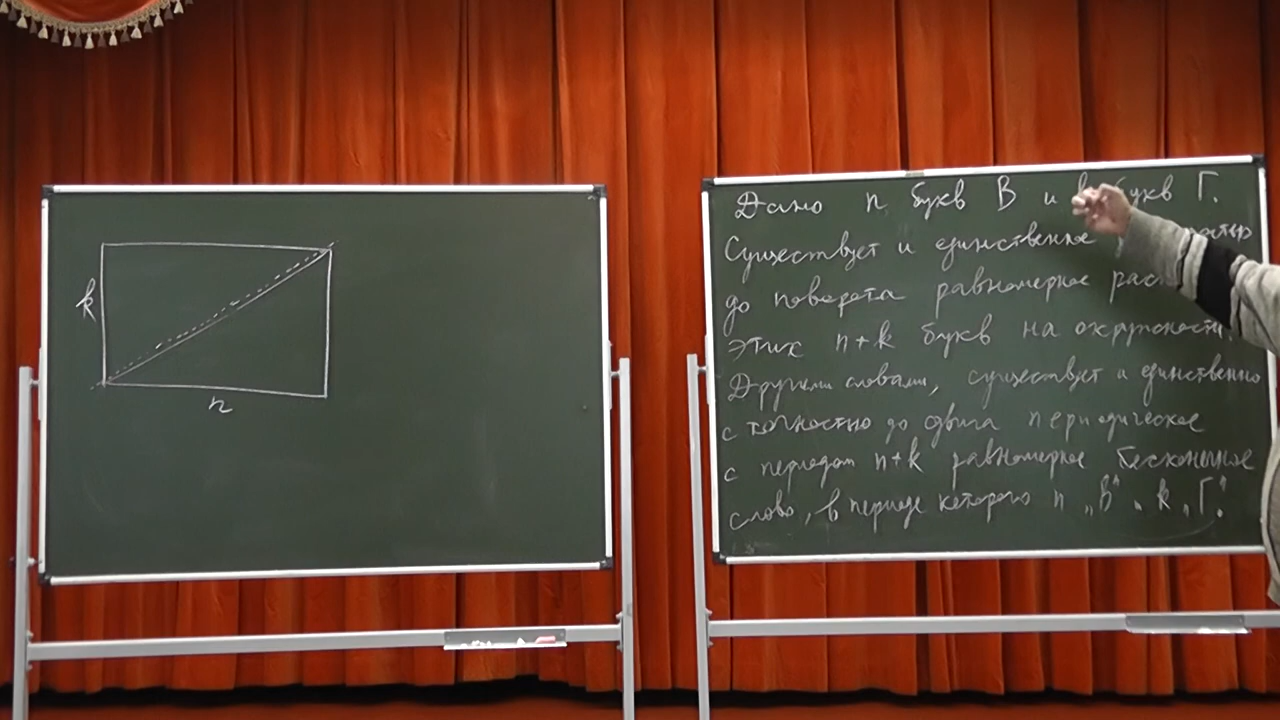 k
n
Дано n букв В и букв Г.
Существует и единственное
до поворота равномерное
этих n+k букв на окружности.
Другими словами, существует и единственно
с точностью до сдвига периодическое
с периодом n+k равномерное бесконечное
слово, в периоде которого n „В“ и k „Г“.